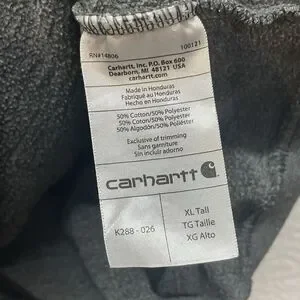 RN#14806 100121
Carhartt, Inc. P.O. Box 600
Dearborn, MI 48121 USA
carhartt.com
Made in Honduras
Fabriqué au Honduras
Hecho en Honduras
50% Cotton/50% Polyester
50% Coton/50% Polyester
50% Algodón/50% Poliéster
Exclusive of trimming
Sans garniture
Sin incluir adorno
carhartt
K288 - 026
XL Tall
TG Taille
XG Alto